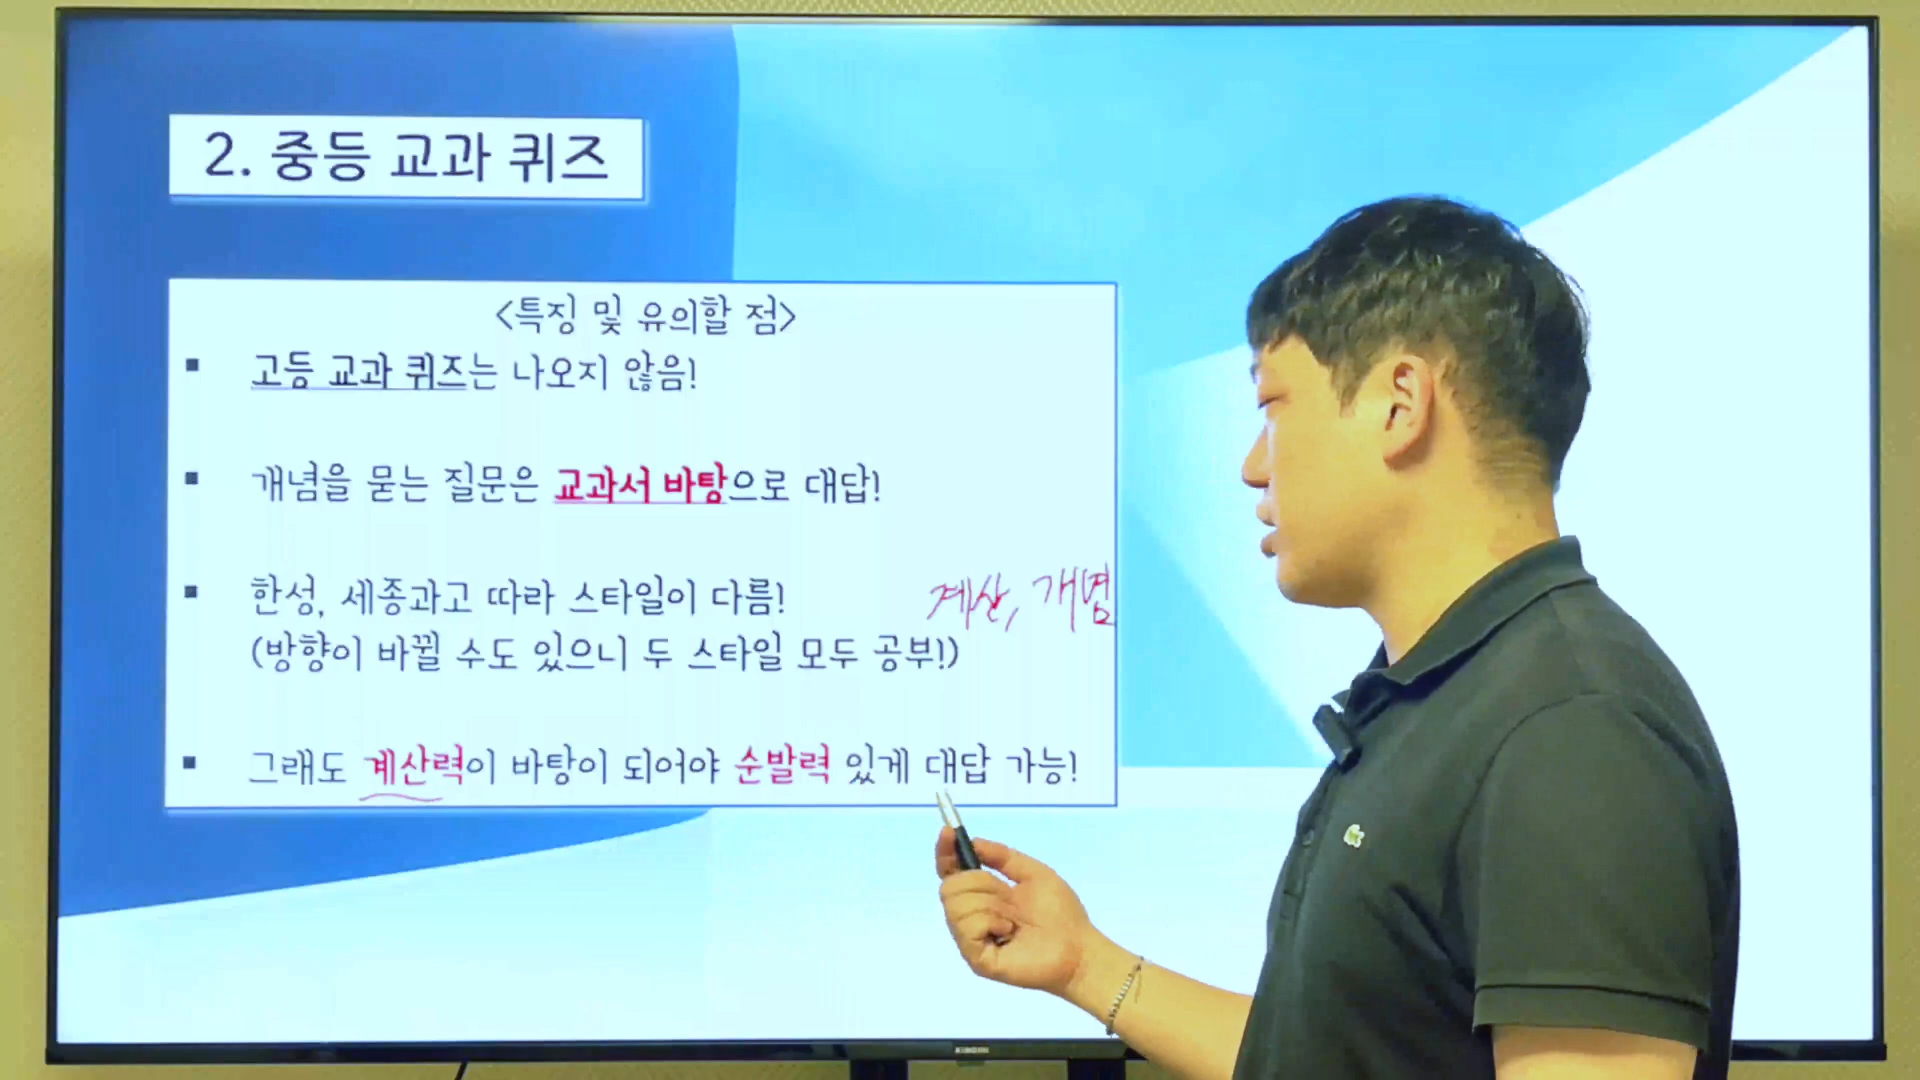 2. 중등 교과 퀴즈
<특징 및 유의할 점>
▪ 고등 교과 퀴즈는 나오지 않음!
▪ 개념을 묻는 질문은 교과서 바탕으로 대답!
▪ 한성, 세종과고 따라 스타일이 다름!
계산, 개념
(방향이 바뀔 수도 있으니 두 스타일 모두 공부!)
▪ 그래도 계산력이 바탕이 되어야 순발력 있게 대답 가능!